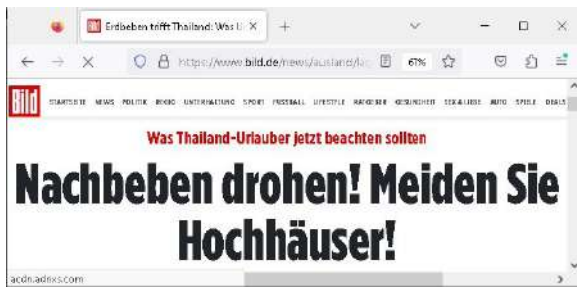 Erdbeben trifft Thailand: Was U
https://www.bild.de/news/ausland/la
67%
Bild
STARTSEITE NEWS POLITIK REGIO UNTERHALTUNG SPORT FUSSBALL LIFESTYLE RATGEBER GESUNDHEIT SEX & LIEBE AUTO SPIELE DEALS
Was Thailand-Urlauber jetzt beachten sollten
Nachbeben drohen! Meiden Sie
Hochhäuser!
acdn.adnxs.com